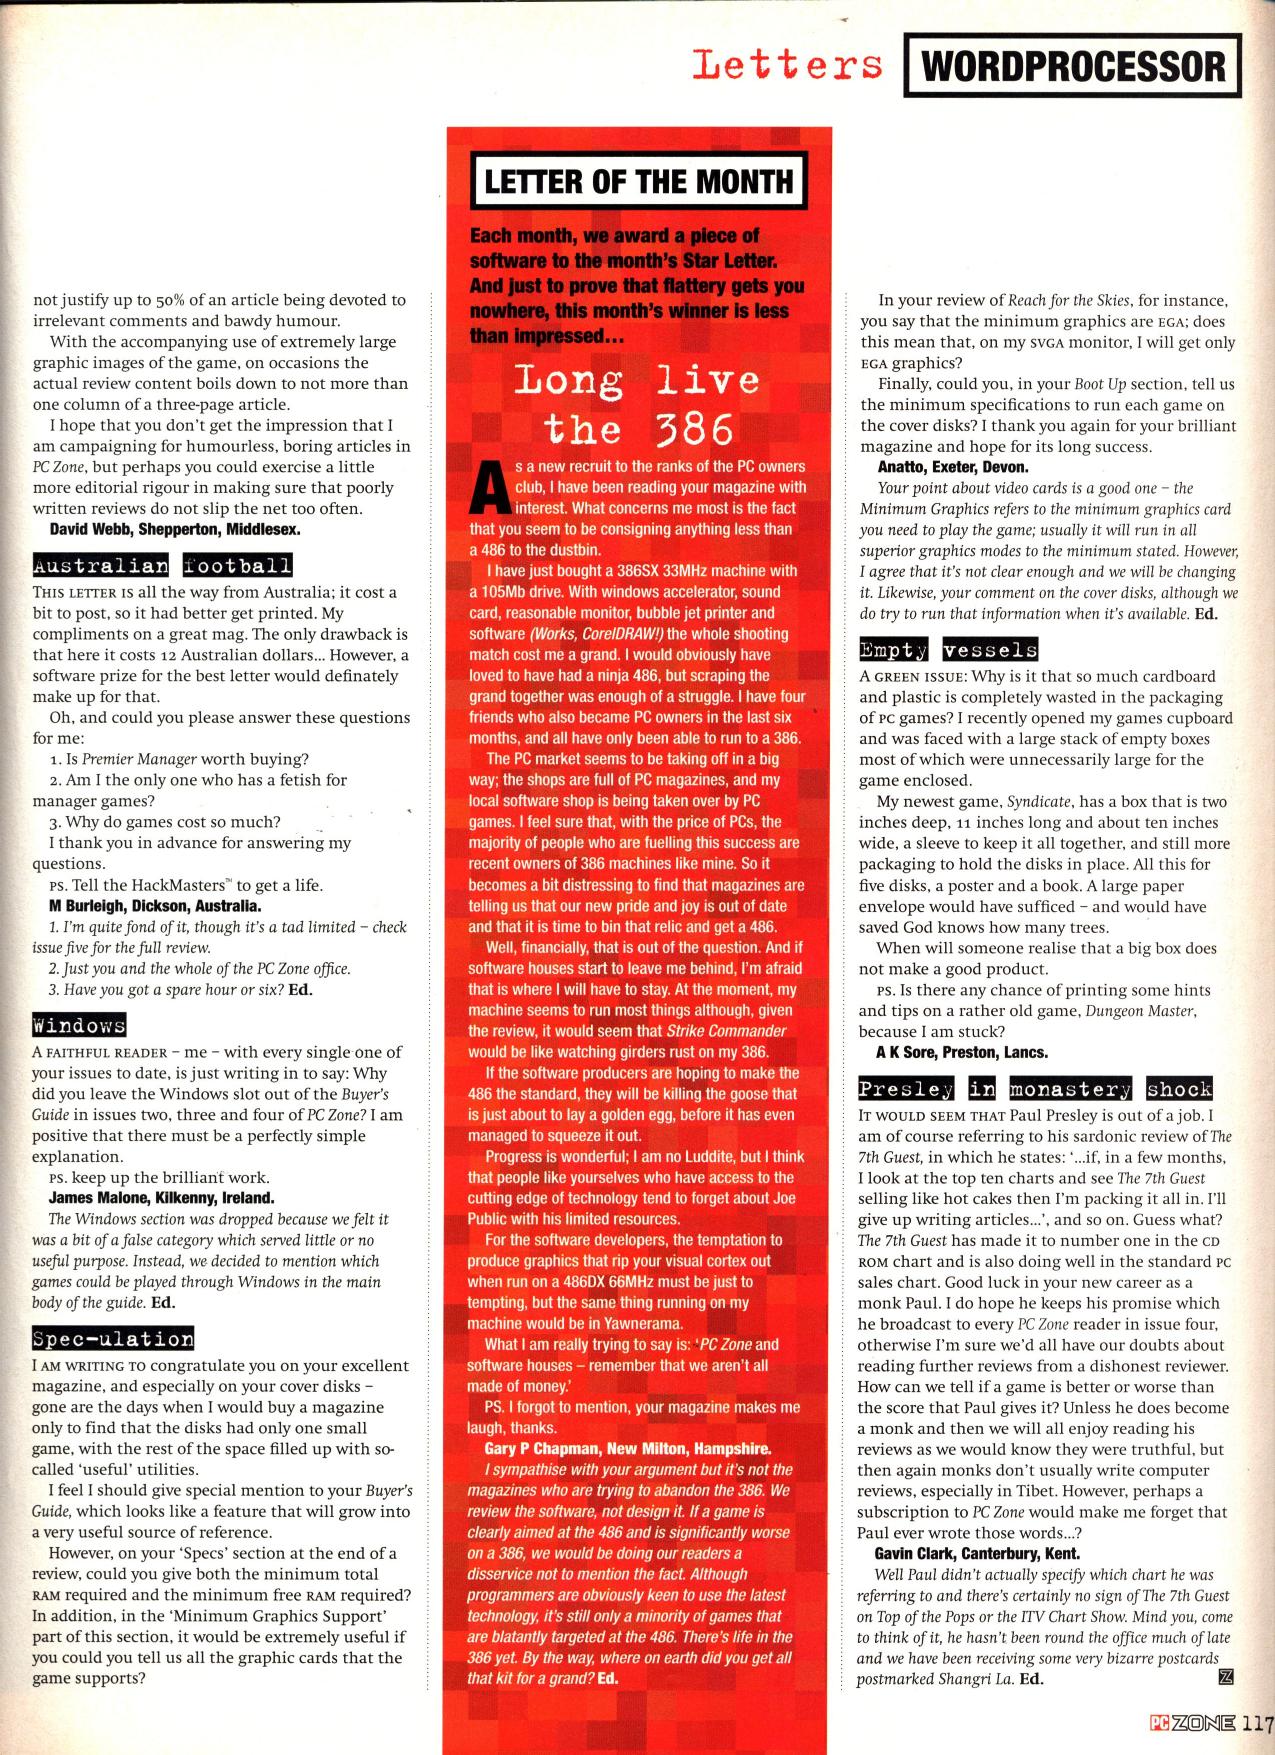 Letters WORDPROCESSOR
not justify up to 50% of an article being devoted to
irrelevant comments and bawdy humour.
With the accompanying use of extremely large
graphic images of the game, on occasions the
actual review content boils down to not more than
one column of a three-page article.
I hope that you don't get the impression that I
am campaigning for humourless, boring articles in
PC Zone, but perhaps you could exercise a little
more editorial rigour in making sure that poorly
written reviews do not slip the net too often.
David Webb, Shepperton, Middlesex.
Australian football
THIS LETTER IS all the way from Australia; it cost a
bit to post, so it had better get printed. My
compliments on a great mag. The only drawback is
that here it costs 12 Australian dollars... However, a
software prize for the best letter would definately
make up for that.
Oh, and could you please answer these questions
for me:
1. Is Premier Manager worth buying?
2. Am I the only one who has a fetish for
manager games?
3. Why do games cost so much?
I thank you in advance for answering my
questions.
PS. Tell the HackMasters™ to get a life.
M Burleigh, Dickson, Australia.
1. I'm quite fond of it, though it's a tad limited – check
issue five for the full review.
2. Just you and the whole of the PC Zone office.
3. Have you got a spare hour or six? Ed.
Windows
A FAITHFUL READER – me – with every single one of
your issues to date, is just writing in to say: Why
did you leave the Windows slot out of the Buyer's
Guide in issues two, three and four of PC Zone? I am
positive that there must be a perfectly simple
explanation.
PS. keep up the brilliant work.
James Malone, Kilkenny, Ireland.
The Windows section was dropped because we felt it
was a bit of a false category which served little or no
useful purpose. Instead, we decided to mention which
games could be played through Windows in the main
body of the guide. Ed.
Spec-ulation
I AM WRITING TO congratulate you on your excellent
magazine, and especially on your cover disks –
gone are the days when I would buy a magazine
only to find that the disks had only one small
game, with the rest of the space filled up with so-
called 'useful' utilities.
I feel I should give special mention to your Buyer's
Guide, which looks like a feature that will grow into
a very useful source of reference.
However, on your 'Specs' section at the end of a
review, could you give both the minimum total
RAM required and the minimum free RAM required?
In addition, in the 'Minimum Graphics Support'
part of this section, it would be extremely useful if
you could you tell us all the graphic cards that the
game supports?
LETTER OF THE MONTH
Each month, we award a piece of
software to the month's Star Letter.
And just to prove that flattery gets you
nowhere, this month's winner is less
than impressed...
Long live
the 386
As a new recruit to the ranks of the PC owners
club, I have been reading your magazine with
interest. What concerns me most is the fact
that you seem to be consigning anything less than
a 486 to the dustbin.
I have just bought a 386SX 33MHz machine with
a 105Mb drive. With windows accelerator, sound
card, reasonable monitor, bubble jet printer and
software (Works, CorelDRAW!) the whole shooting
match cost me a grand. I would obviously have
loved to have had a ninja 486, but scraping the
grand together was enough of a struggle. I have four
friends who also became PC owners in the last six
months, and all have only been able to run to a 386.
The PC market seems to be taking off in a big
way; the shops are full of PC magazines, and my
local software shop is being taken over by PC
games. I feel sure that, with the price of PCs, the
majority of people who are fuelling this success are
recent owners of 386 machines like mine. So it
becomes a bit distressing to find that magazines are
telling us that our new pride and joy is out of date
and that it is time to bin that relic and get a 486.
Well, financially, that is out of the question. And if
software houses start to leave me behind, I'm afraid
that is where I will have to stay. At the moment, my
machine seems to run most things although, given
the review, it would seem that Strike Commander
would be like watching girders rust on my 386.
If the software producers are hoping to make the
486 the standard, they will be killing the goose that
is just about to lay a golden egg, before it has even
managed to squeeze it out.
Progress is wonderful; I am no Luddite, but I think
that people like yourselves who have access to the
cutting edge of technology tend to forget about Joe
Public with his limited resources.
For the software developers, the temptation to
produce graphics that rip your visual cortex out
when run on a 486DX 66MHz must be just to
tempting, but the same thing running on my
machine would be in Yawnerama.
What I am really trying to say is: 'PC Zone and
software houses – remember that we aren't all
made of money.'
PS. I forgot to mention, your magazine makes me
laugh, thanks.
Gary P Chapman, New Milton, Hampshire.
I sympathise with your argument but it's not the
magazines who are trying to abandon the 386. We
review the software, not design it. If a game is
clearly aimed at the 486 and is significantly worse
on a 386, we would be doing our readers a
disservice not to mention the fact. Although
programmers are obviously keen to use the latest
technology, it's still only a minority of games that
are blatantly targeted at the 486. There's life in the
386 yet. By the way, where on earth did you get all
that kit for a grand? Ed.
In your review of Reach for the Skies, for instance,
you say that the minimum graphics are EGA; does
this mean that, on my SVGA monitor, I will get only
EGA graphics?
Finally, could you, in your Boot Up section, tell us
the minimum specifications to run each game on
the cover disks? I thank you again for your brilliant
magazine and hope for its long success.
Anatto, Exeter, Devon.
Your point about video cards is a good one – the
Minimum Graphics refers to the minimum graphics card
you need to play the game; usually it will run in all
superior graphics modes to the minimum stated. However,
I agree that it's not clear enough and we will be changing
it. Likewise, your comment on the cover disks, although we
do try to run that information when it's available. Ed.
Empty vessels
A GREEN ISSUE: Why is it that so much cardboard
and plastic is completely wasted in the packaging
of PC games? I recently opened my games cupboard
and was faced with a large stack of empty boxes
most of which were unnecessarily large for the
game enclosed.
My newest game, Syndicate, has a box that is two
inches deep, 11 inches long and about ten inches
wide, a sleeve to keep it all together, and still more
packaging to hold the disks in place. All this for
five disks, a poster and a book. A large paper
envelope would have sufficed – and would have
saved God knows how many trees.
When will someone realise that a big box does
not make a good product.
PS. Is there any chance of printing some hints
and tips on a rather old game, Dungeon Master,
because I am stuck?
A K Sore, Preston, Lancs.
Presley in monastery shock
IT WOULD SEEM THAT Paul Presley is out of a job. I
am of course referring to his sardonic review of The
7th Guest, in which he states: '...if, in a few months,
I look at the top ten charts and see The 7th Guest
selling like hot cakes then I'm packing it all in. I'll
give up writing articles...', and so on. Guess what?
The 7th Guest has made it to number one in the CD
ROM chart and is also doing well in the standard PC
sales chart. Good luck in your new career as a
monk Paul. I do hope he keeps his promise which
he broadcast to every PC Zone reader in issue four,
otherwise I'm sure we'd all have our doubts about
reading further reviews from a dishonest reviewer.
How can we tell if a game is better or worse than
the score that Paul gives it? Unless he does become
a monk and then we will all enjoy reading his
reviews as we would know they were truthful, but
then again monks don't usually write computer
reviews, especially in Tibet. However, perhaps a
subscription to PC Zone would make me forget that
Paul ever wrote those words...?
Gavin Clark, Canterbury, Kent.
Well Paul didn't actually specify which chart he was
referring to and there's certainly no sign of The 7th Guest
on Top of the Pops or the ITV Chart Show. Mind you, come
to think of it, he hasn't been round the office much of late
and we have been receiving some very bizarre postcards
postmarked Shangri La. Ed. Z
PC ZONE 117